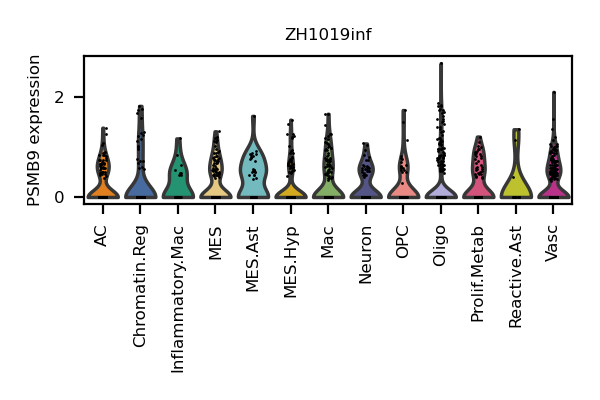 ZH1019inf
PSMB9 expression
2
0
AC
Chromatin.Reg
Inflammatory.Mac
MES
MES.Ast
MES.Hyp
Mac
Neuron
OPC
Oligo
Prolif.Metab
Reactive.Ast
Vasc